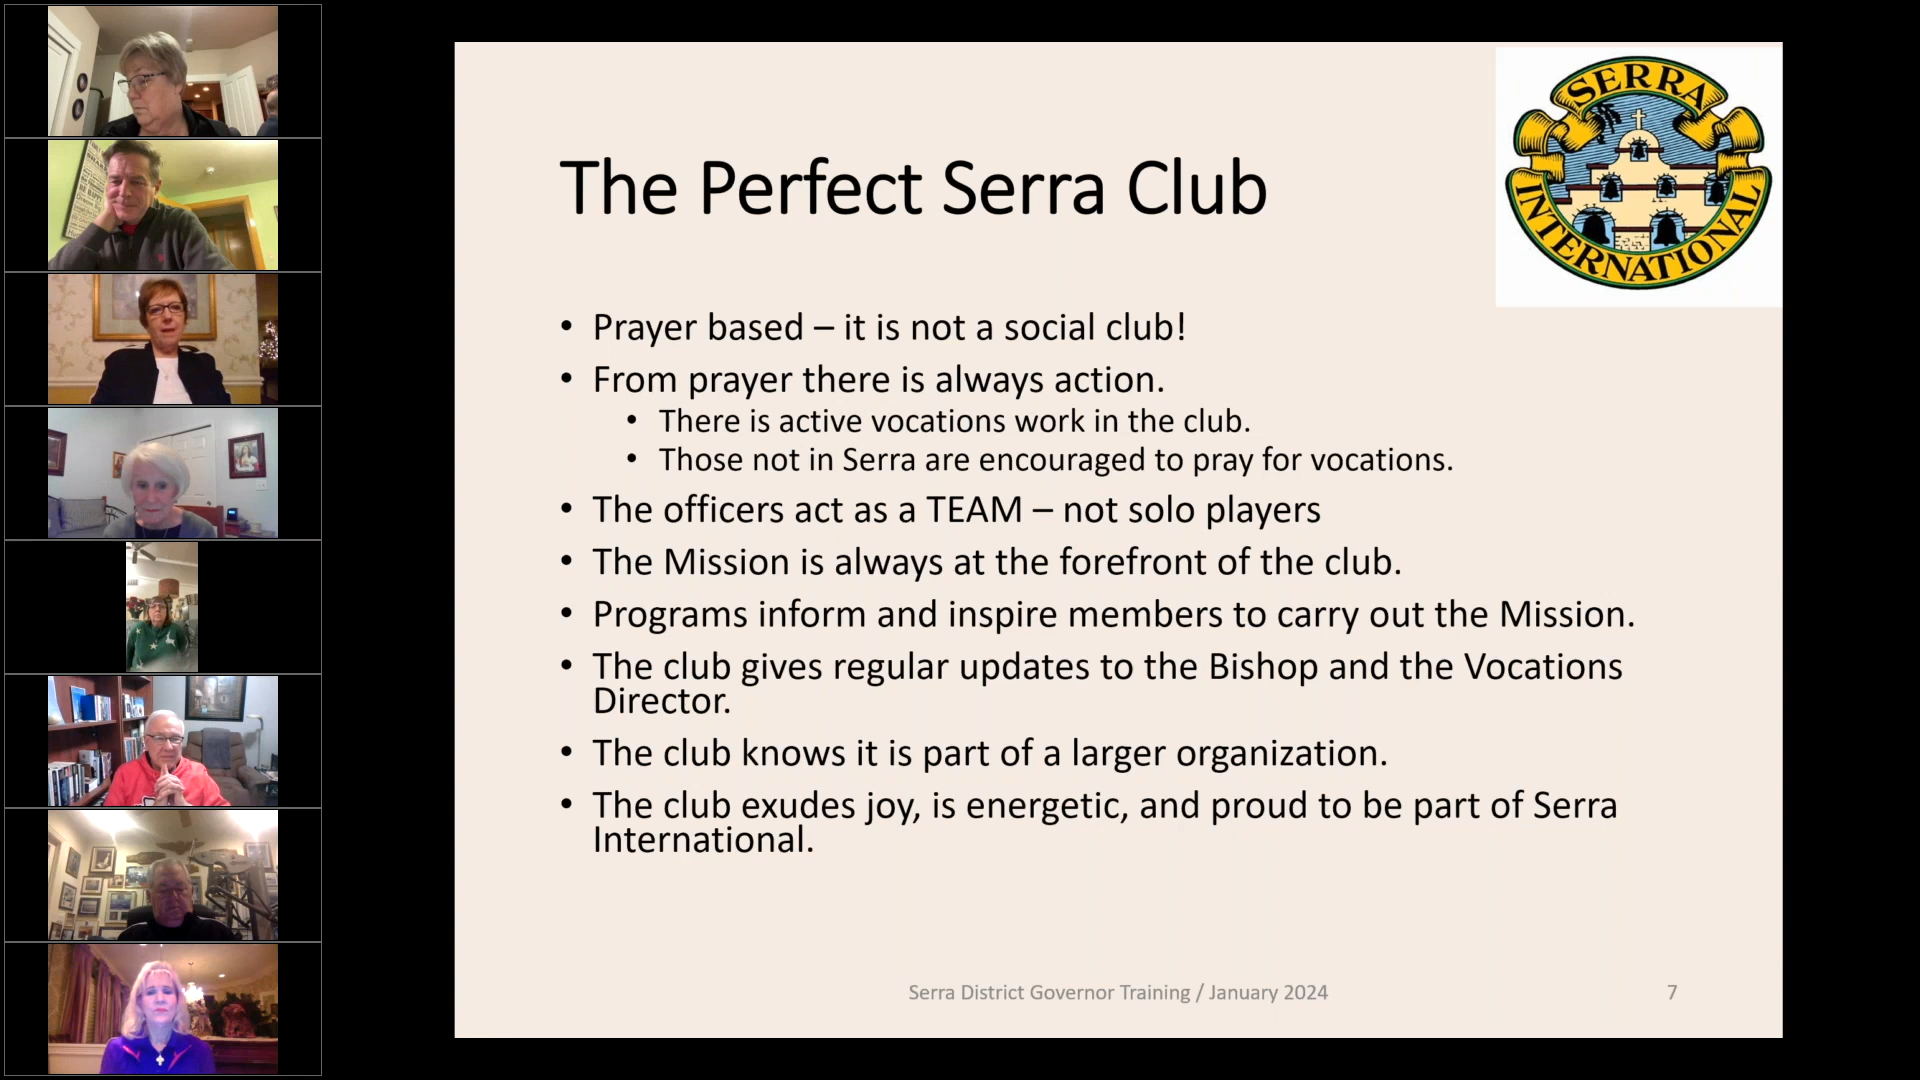 The Perfect Serra Club
SERRA
INTERNATIONAL
• Prayer based – it is not a social club!
• From prayer there is always action.
• There is active vocations work in the club.
• Those not in Serra are encouraged to pray for vocations.
• The officers act as a TEAM – not solo players
• The Mission is always at the forefront of the club.
• Programs inform and inspire members to carry out the Mission.
• The club gives regular updates to the Bishop and the Vocations
Director.
• The club knows it is part of a larger organization.
• The club exudes joy, is energetic, and proud to be part of Serra
International.
Serra District Governor Training / January 2024
7